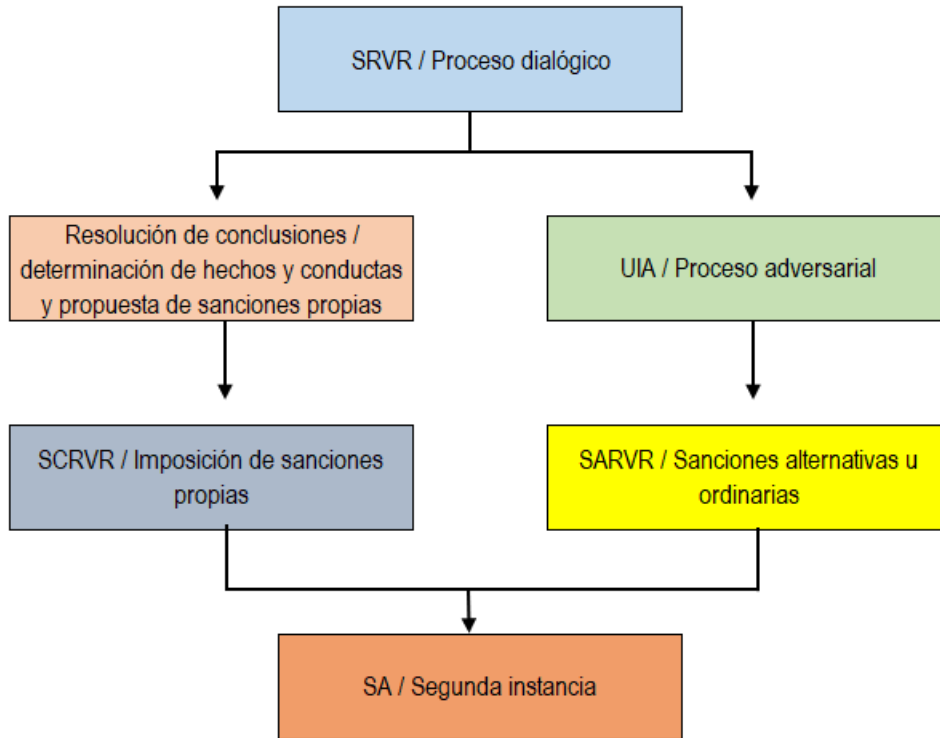 SRVR / Proceso dialógico
Resolución de conclusiones /
determinación de hechos y conductas
y propuesta de sanciones propias
UIA / Proceso adversarial
SCRVR / Imposición de sanciones
propias
SARVR / Sanciones alternativas u
ordinarias
SA / Segunda instancia